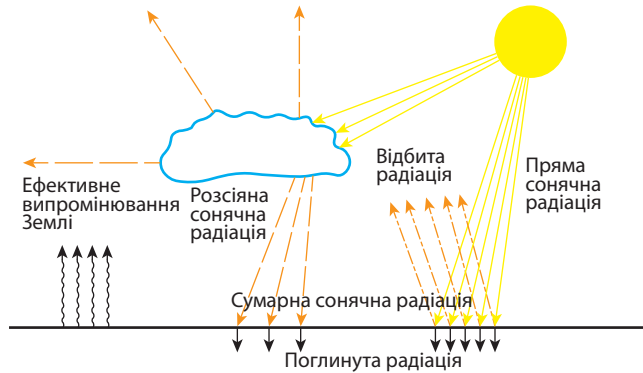 Ефективне
випромінювання
Землі
Розсіяна
сонячна
радіація
Відбита
радіація
Пряма
сонячна
радіація
Сумарна сонячна радіація
Поглинута радіація